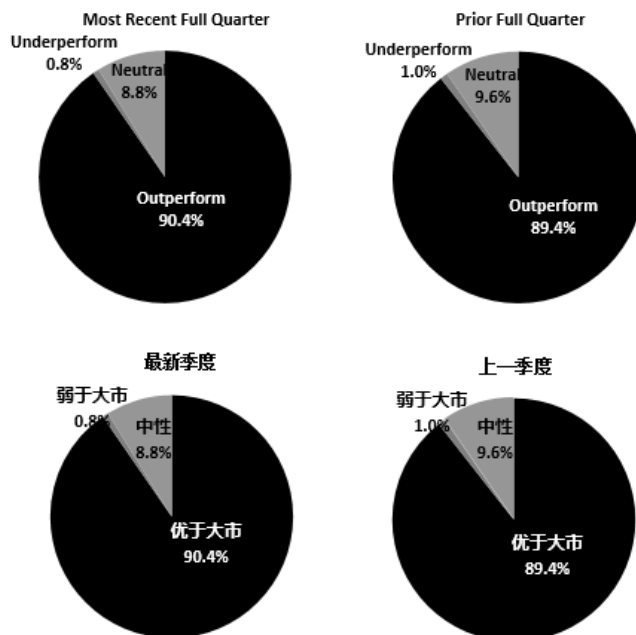 Most Recent Full Quarter
Underperform
0.8%
Neutral
8.8%
Outperform
90.4%
Prior Full Quarter
Underperform
1.0%
Neutral
9.6%
Outperform
89.4%
最新季度
弱于大市
0.8%
中性
8.8%
优于大市
90.4%
上一季度
弱于大市
1.0%
中性
9.6%
优于大市
89.4%